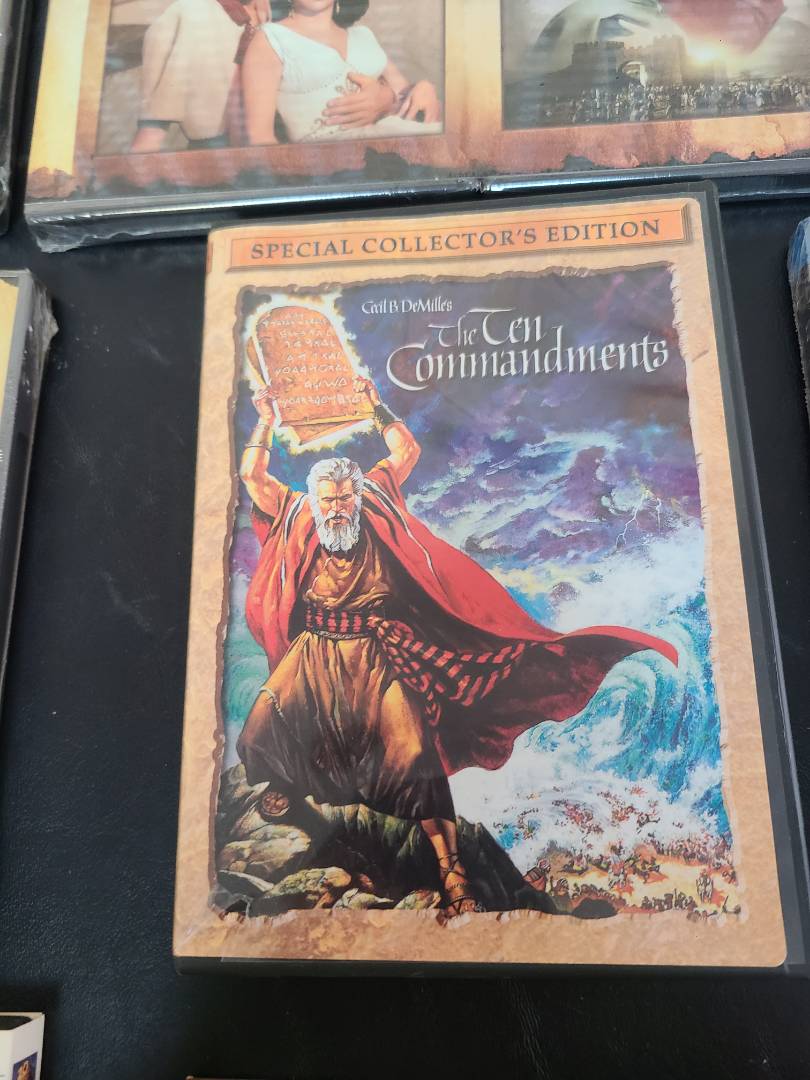 SPECIAL COLLECTOR'S EDITION
Cecil B. DeMille's
The Ten
Commandments